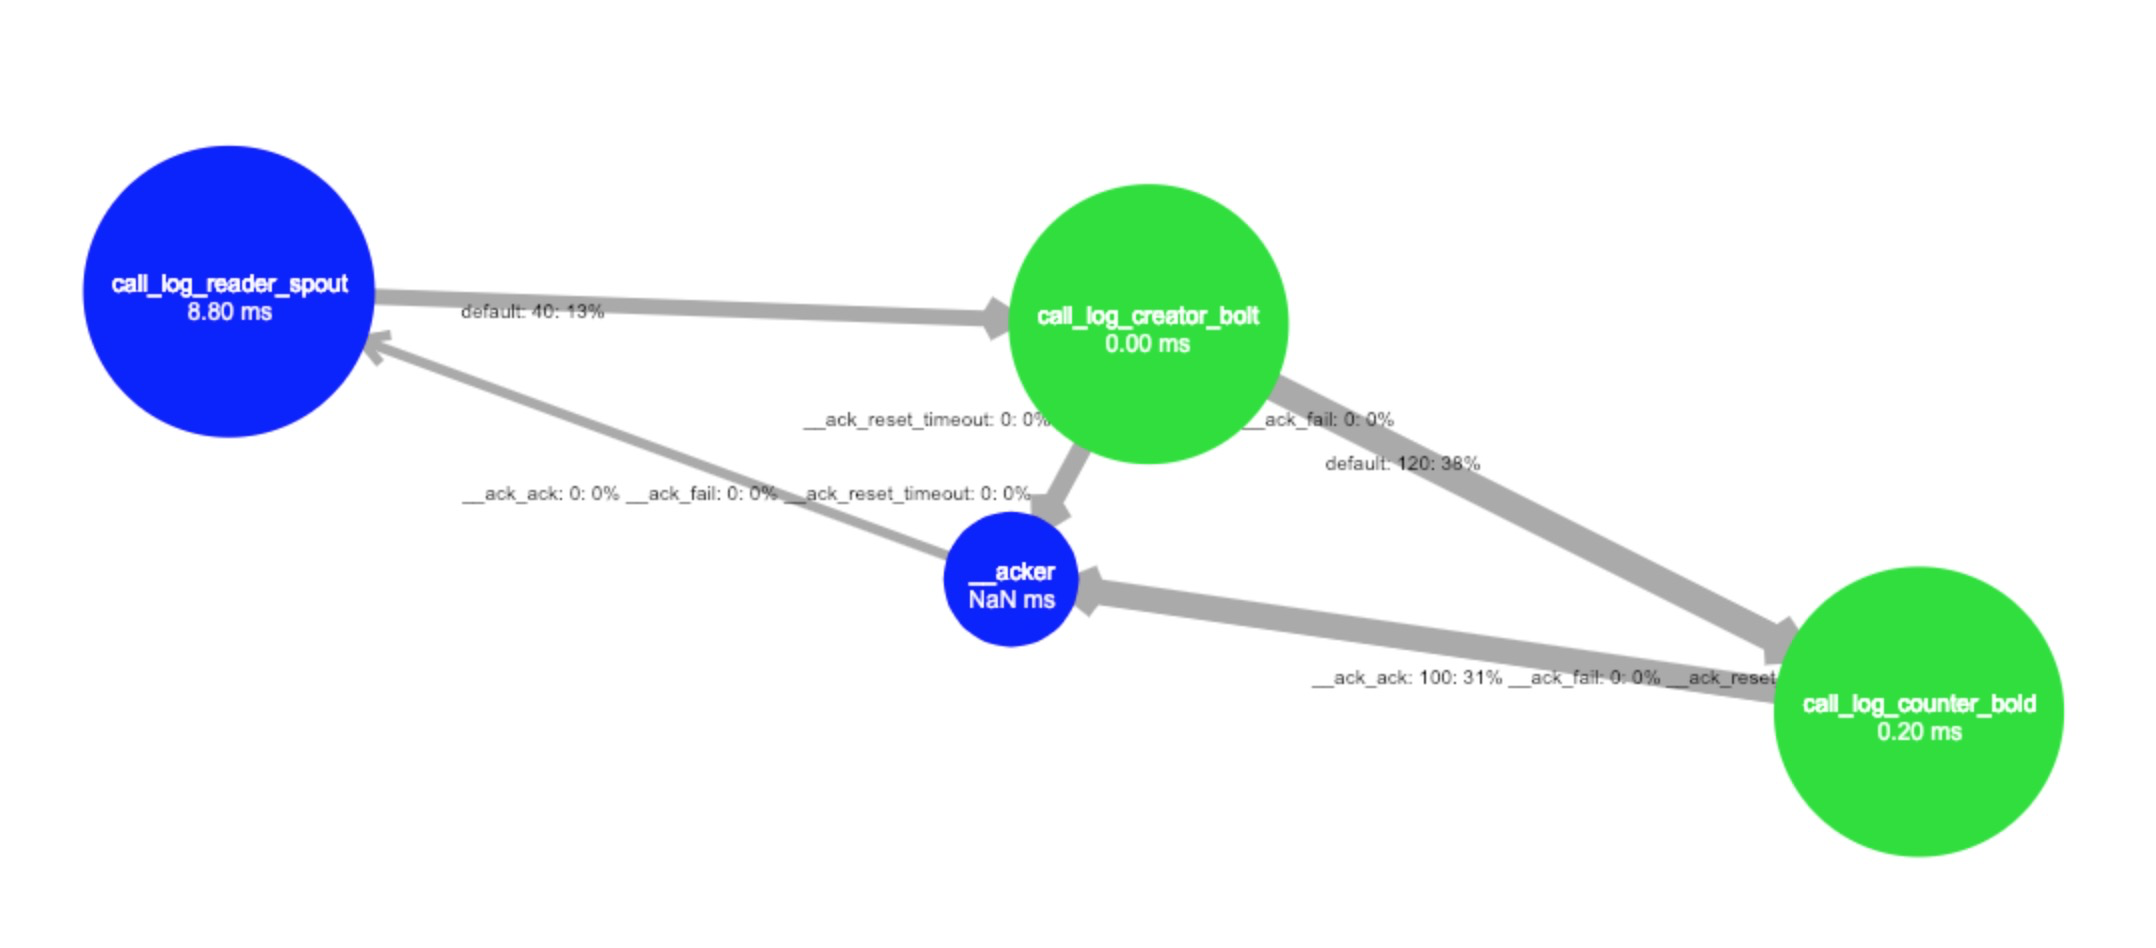 call_log_reader_spout
8.80 ms
default: 40: 13%
call_log_creator_bolt
0.00 ms
__ack_reset_timeout: 0: 0%
__ack_fail: 0: 0%
default: 120: 38%
__ack_ack: 0: 0% __ack_fail: 0: 0% __ack_reset_timeout: 0: 0%
__acker
NaN ms
__ack_ack: 100: 31% __ack_fail: 0: 0% __ack_reset
call_log_counter_bold
0.20 ms